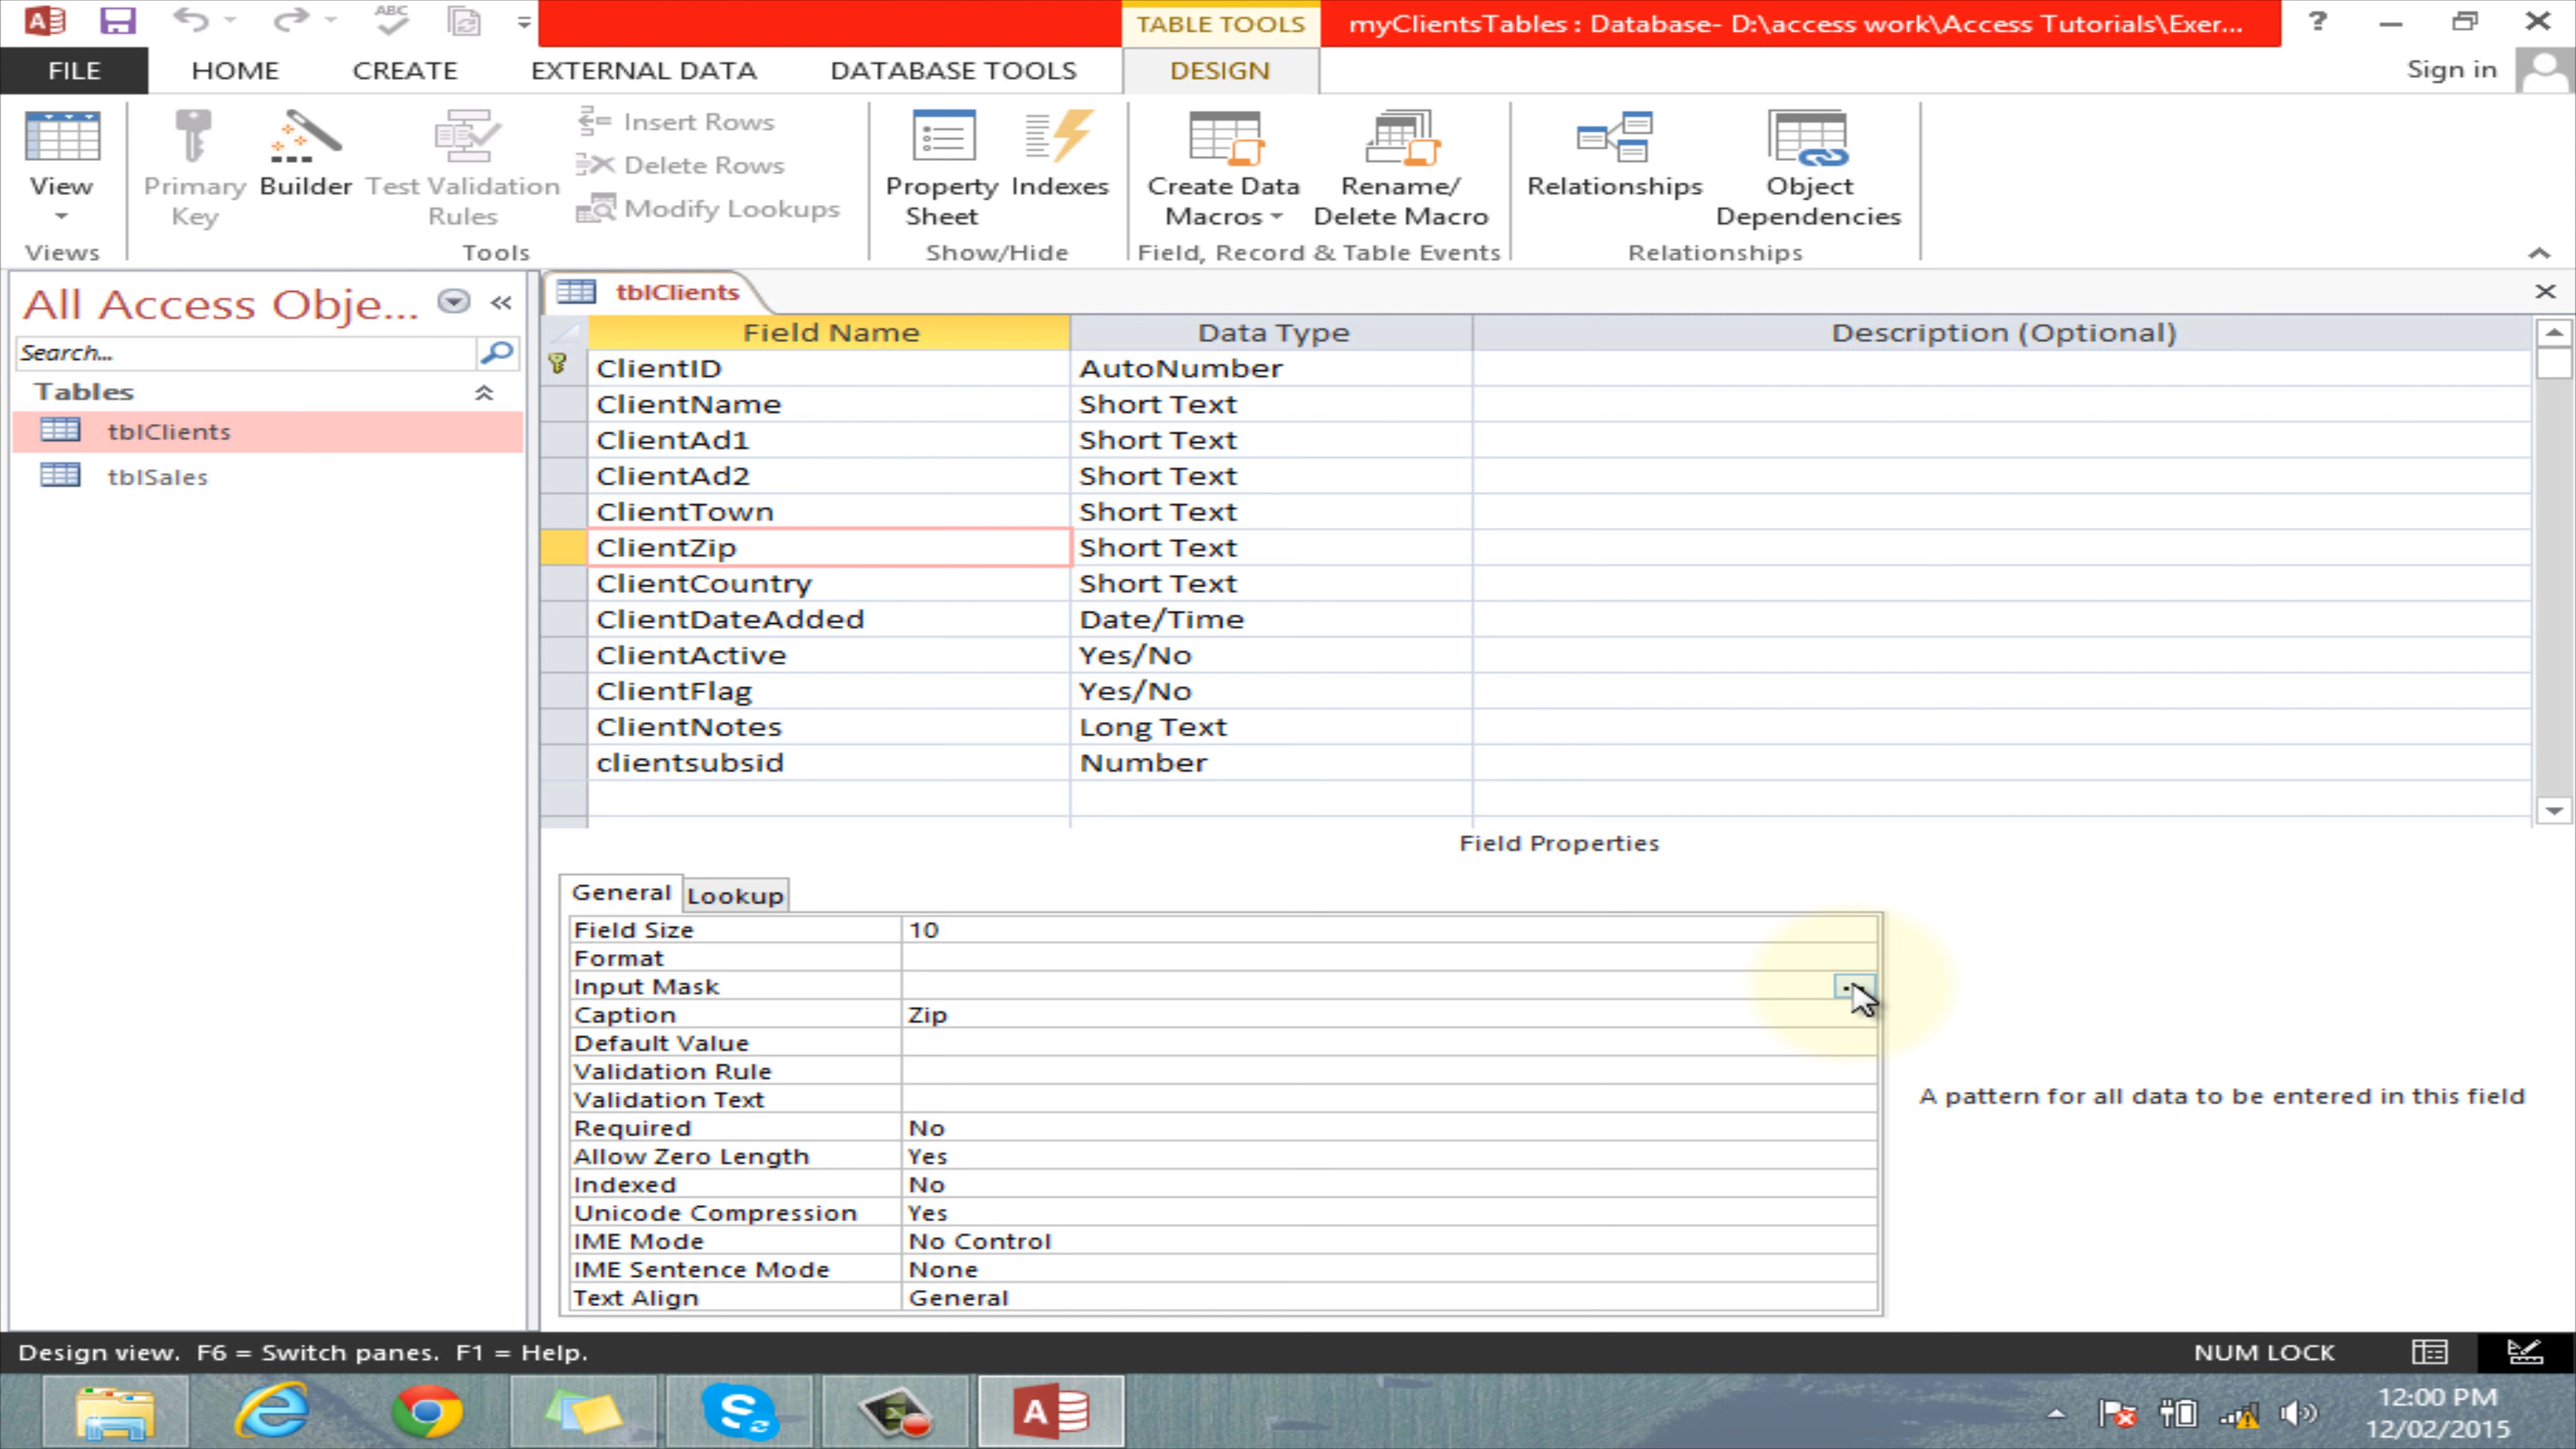 ABC
TABLE TOOLS
myClientsTables : Database- D:\access work\Access Tutorials\Exer...
?
FILE
HOME
CREATE
EXTERNAL DATA
DATABASE TOOLS
DESIGN
Sign in
View
Primary Key
Builder
Test Validation Rules
Insert Rows
Delete Rows
Modify Lookups
Property Sheet
Indexes
Create Data Macros
Rename/ Delete Macro
Relationships
Object Dependencies
Views
Tools
Show/Hide
Field, Record & Table Events
Relationships
All Access Obje...
Search...
Tables
tblClients
tblSales
tblClients
Field Name Data Type Description (Optional)
ClientID AutoNumber
ClientName Short Text
ClientAd1 Short Text
ClientAd2 Short Text
ClientTown Short Text
ClientZip Short Text
ClientCountry Short Text
ClientDateAdded Date/Time
ClientActive Yes/No
ClientFlag Yes/No
ClientNotes Long Text
clientsubsid Number
Field Properties
General Lookup
Field Size 10
Format
Input Mask
Caption Zip
Default Value
Validation Rule
Validation Text
Required No
Allow Zero Length Yes
Indexed No
Unicode Compression Yes
IME Mode No Control
IME Sentence Mode None
Text Align General
A pattern for all data to be entered in this field
Design view. F6 = Switch panes. F1 = Help.
NUM LOCK
12:00 PM
12/02/2015